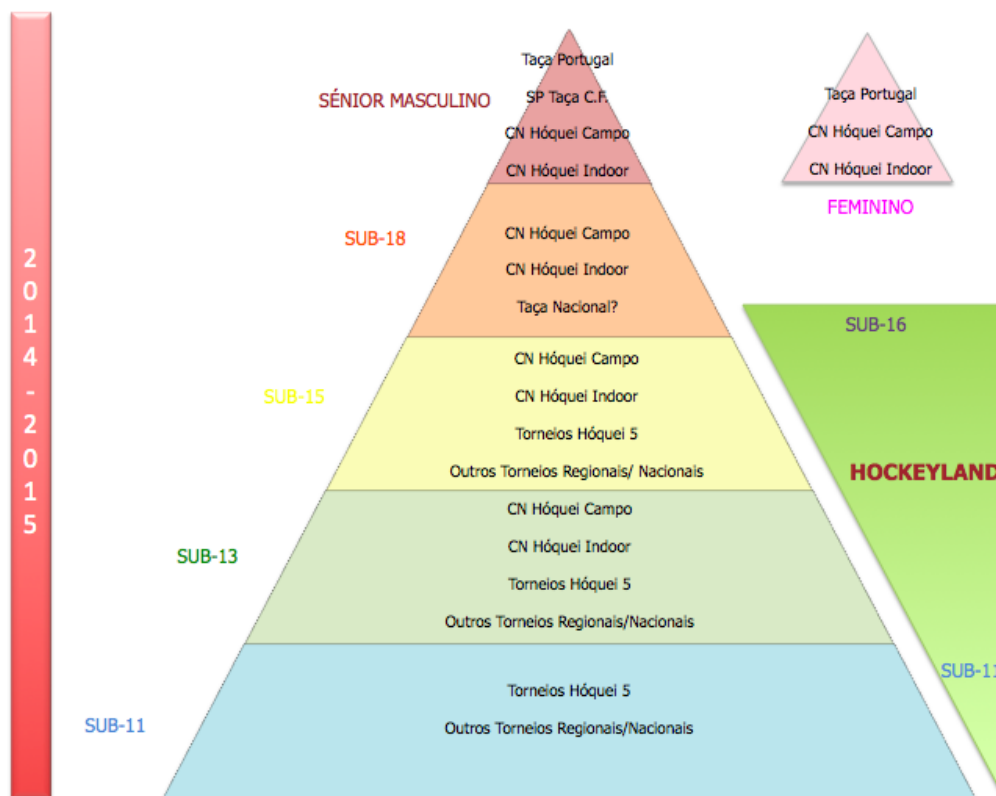 2014-2015
SÉNIOR MASCULINO
Taça Portugal
SP Taça C.F.
CN Hóquei Campo
CN Hóquei Indoor
Taça Portugal
CN Hóquei Campo
CN Hóquei Indoor
FEMININO
SUB-18
CN Hóquei Campo
CN Hóquei Indoor
Taça Nacional?
SUB-15
CN Hóquei Campo
CN Hóquei Indoor
Torneios Hóquei 5
Outros Torneios Regionais/ Nacionais
SUB-13
CN Hóquei Campo
CN Hóquei Indoor
Torneios Hóquei 5
Outros Torneios Regionais/Nacionais
SUB-11
Torneios Hóquei 5
Outros Torneios Regionais/Nacionais
SUB-16
HOCKEYLAND
SUB-11